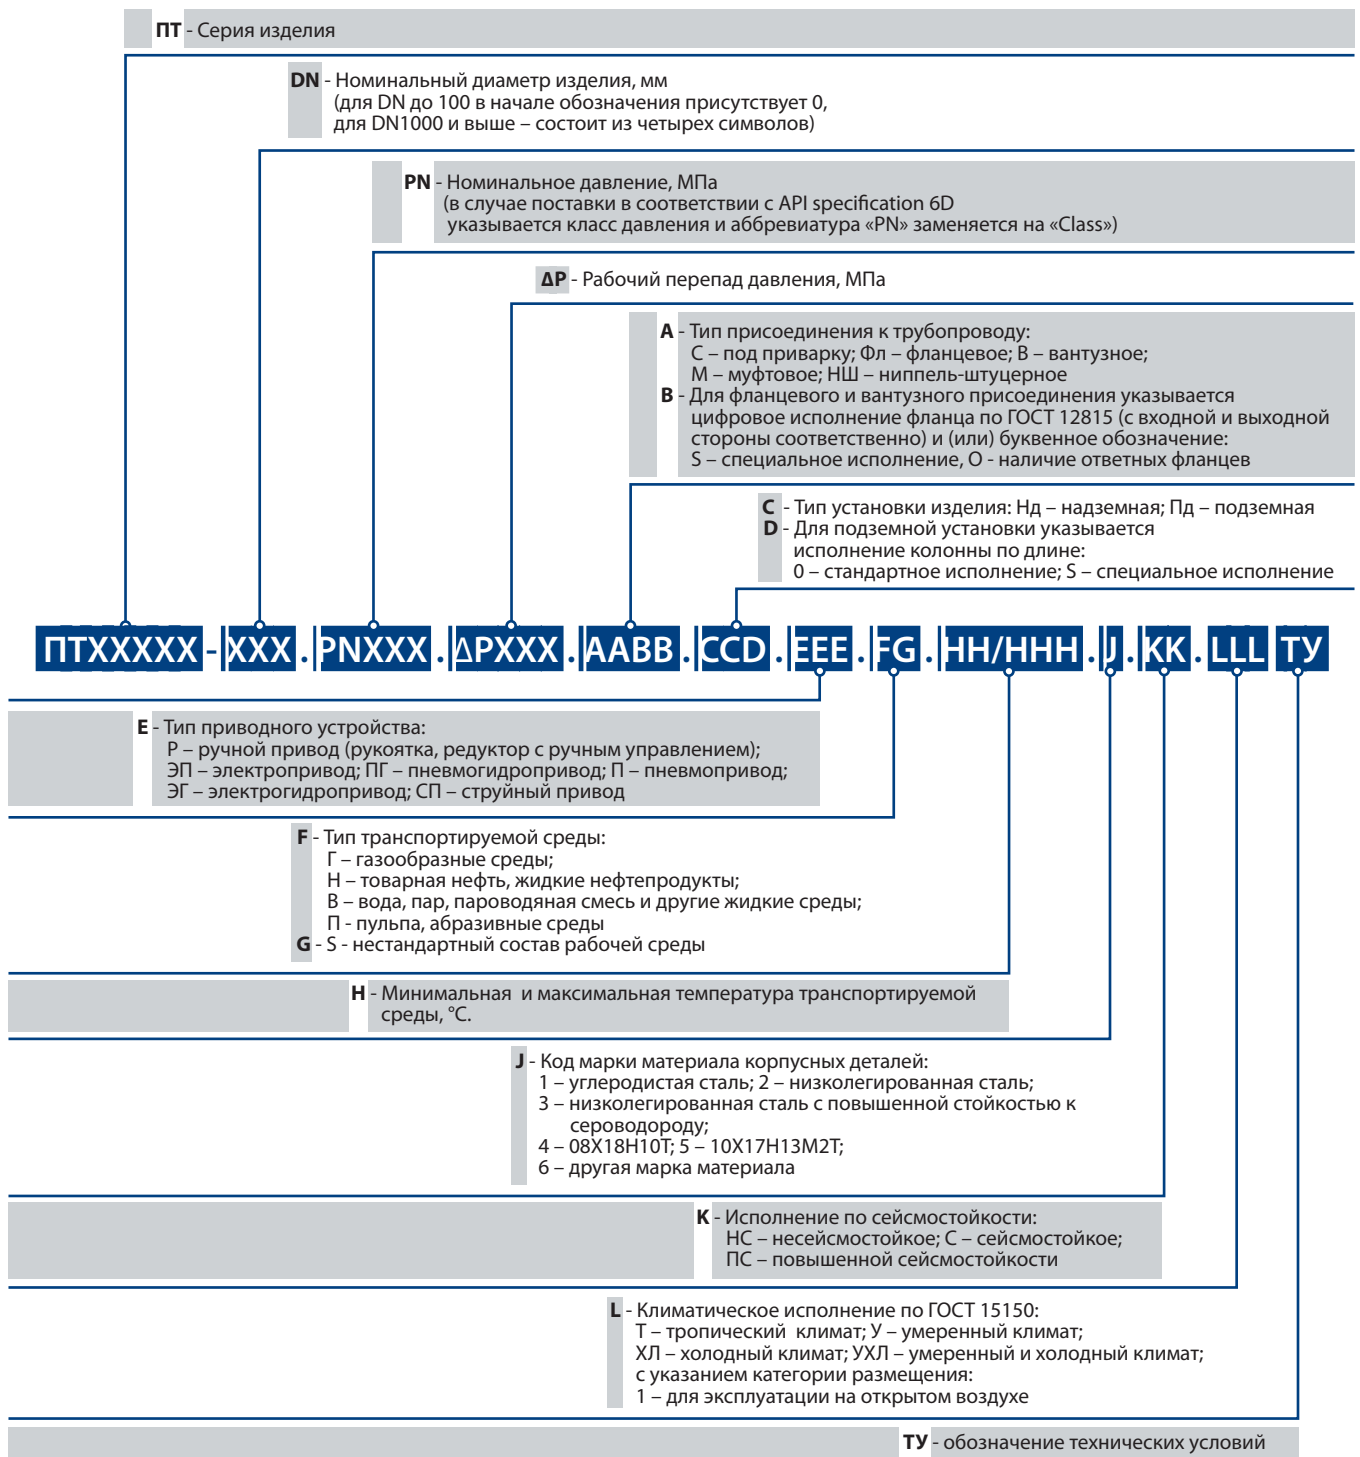 ПТ - Серия изделия
DN - Номинальный диаметр изделия, мм
(для DN до 100 в начале обозначения присутствует 0,
для DN1000 и выше – состоит из четырех символов)
PN - Номинальное давление, МПа
(в случае поставки в соответствии с API specification 6D
указывается класс давления и аббревиатура «PN» заменяется на «Class»)
ΔP - Рабочий перепад давления, МПа
A - Тип присоединения к трубопроводу:
С – под приварку; Фл – фланцевое; В – вантузное;
М – муфтовое; НШ – ниппель-штуцерное
B - Для фланцевого и вантузного присоединения указывается
цифровое исполнение фланца по ГОСТ 12815 (с входной и выходной
стороны соответственно) и (или) буквенное обозначение:
S – специальное исполнение, О - наличие ответных фланцев
C - Тип установки изделия: Нд – надземная; Пд – подземная
D - Для подземной установки указывается
исполнение колонны по длине:
0 – стандартное исполнение; S – специальное исполнение
ПТХХХХХ-ХХХ.PNXXX.ΔPXXX.AABB.CCD.EEE.FG.HH/HHH.J.KK.LLL ТУ
E - Тип приводного устройства:
Р – ручной привод (рукоятка, редуктор с ручным управлением);
ЭП – электропривод; ПГ – пневмогидропривод; П – пневмопривод;
ЭГ – электрогидропривод; СП – струйный привод
F - Тип транспортируемой среды:
Г – газообразные среды;
Н – товарная нефть, жидкие нефтепродукты;
В – вода, пар, пароводяная смесь и другие жидкие среды;
П - пульпа, абразивные среды
G - S - нестандартный состав рабочей среды
H - Минимальная и максимальная температура транспортируемой
среды, °С.
J - Код марки материала корпусных деталей:
1 – углеродистая сталь; 2 – низколегированная сталь;
3 – низколегированная сталь с повышенной стойкостью к
сероводороду;
4 – 08Х18Н10Т; 5 – 10Х17Н13М2Т;
6 – другая марка материала
K - Исполнение по сейсмостойкости:
НС – несейсмостойкое; С – сейсмостойкое;
ПС – повышенной сейсмостойкости
L - Климатическое исполнение по ГОСТ 15150:
Т – тропический климат; У – умеренный климат;
ХЛ – холодный климат; УХЛ – умеренный и холодный климат;
с указанием категории размещения:
1 – для эксплуатации на открытом воздухе
ТУ - обозначение технических условий